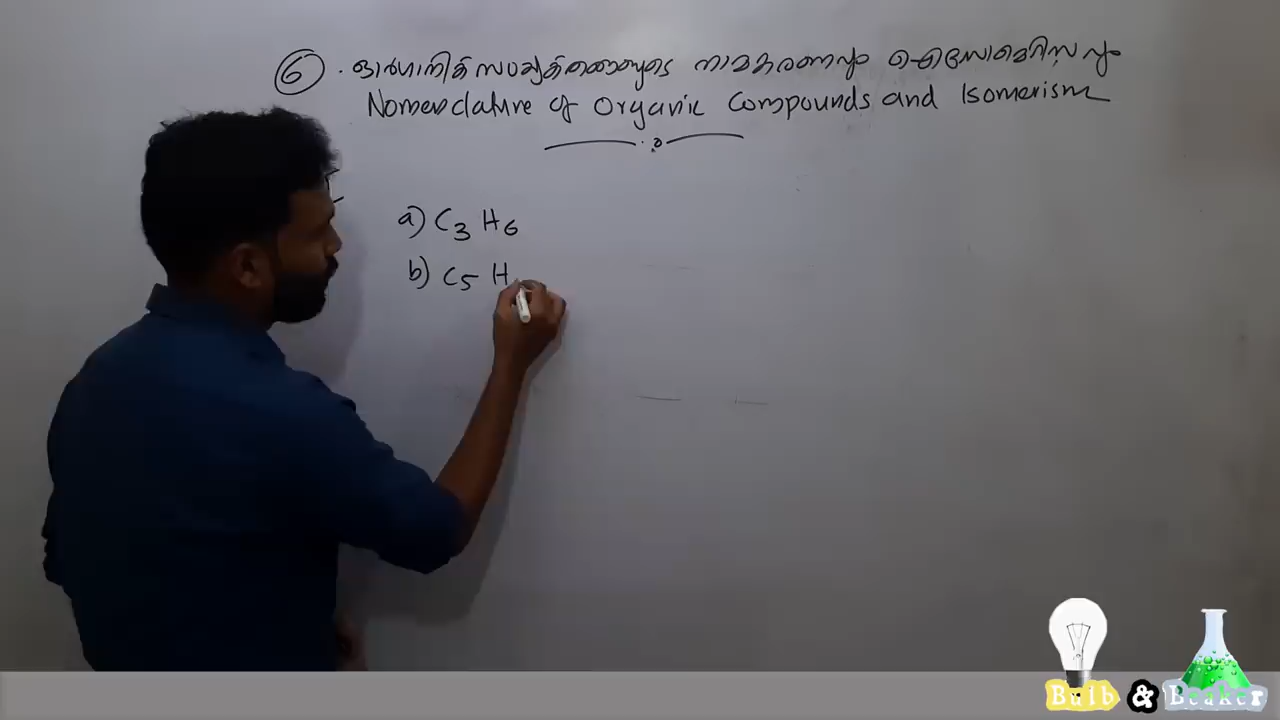 6. ഓർഗാനിക് സംയുക്തങ്ങളുടെ നാമകരണവും ഐസോമെറിസവും
Nomenclature of Organic Compounds and Isomerism
a) C3 H6
b) C5 H
Bulb & Beaker